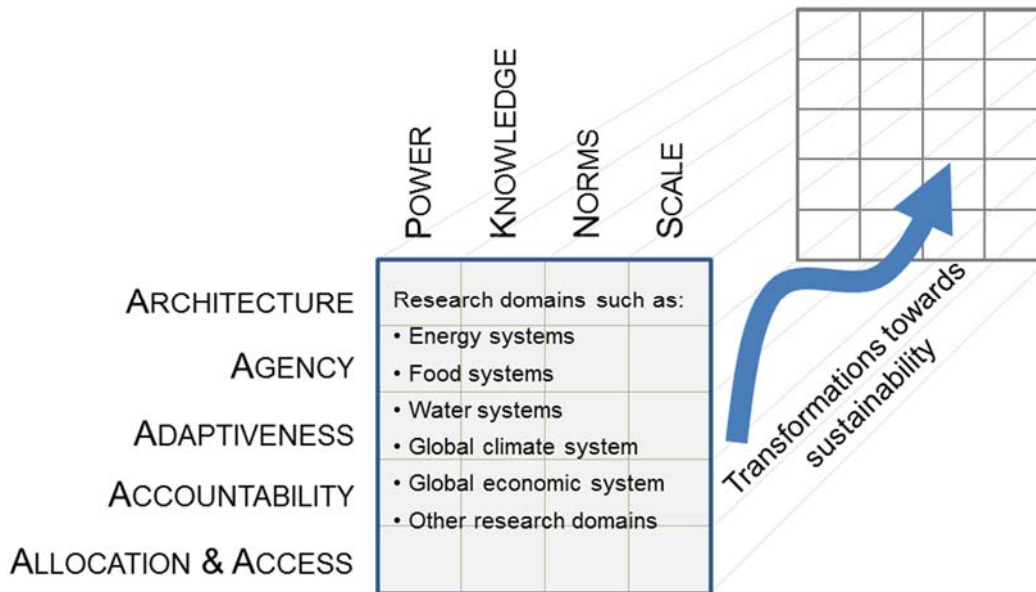 POWER
KNOWLEDGE
NORMS
SCALE
ARCHITECTURE
AGENCY
ADAPTIVENESS
ACCOUNTABILITY
ALLOCATION & ACCESS
Research domains such as:
• Energy systems
• Food systems
• Water systems
• Global climate system
• Global economic system
• Other research domains
Transformations towards
sustainability